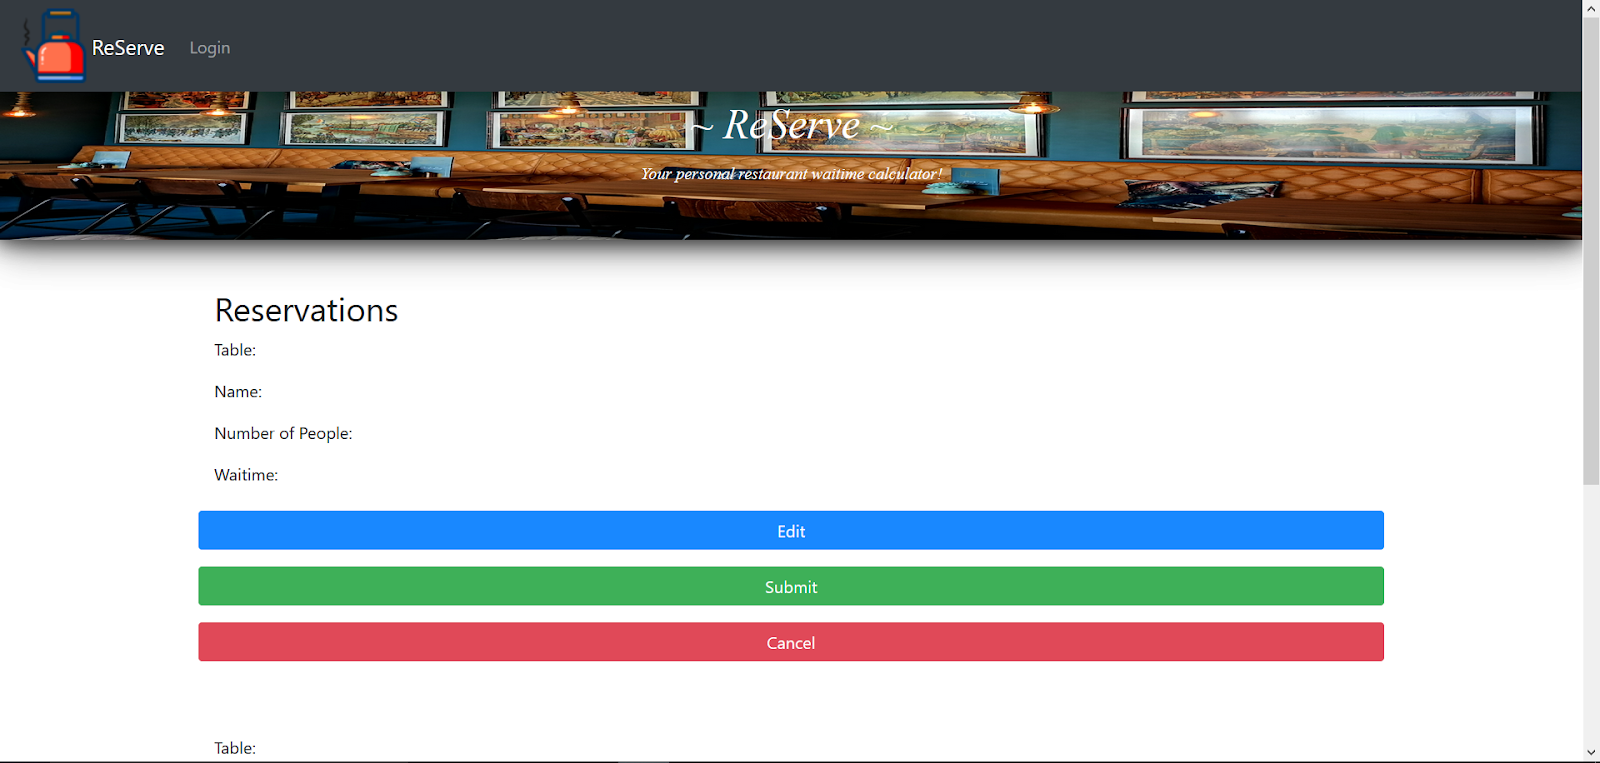 ReServe Login
~ ReServe ~
Your personal restaurant waitime calculator!
Reservations
Table:
Name:
Number of People:
Waitime:
Edit
Submit
Cancel
Table: